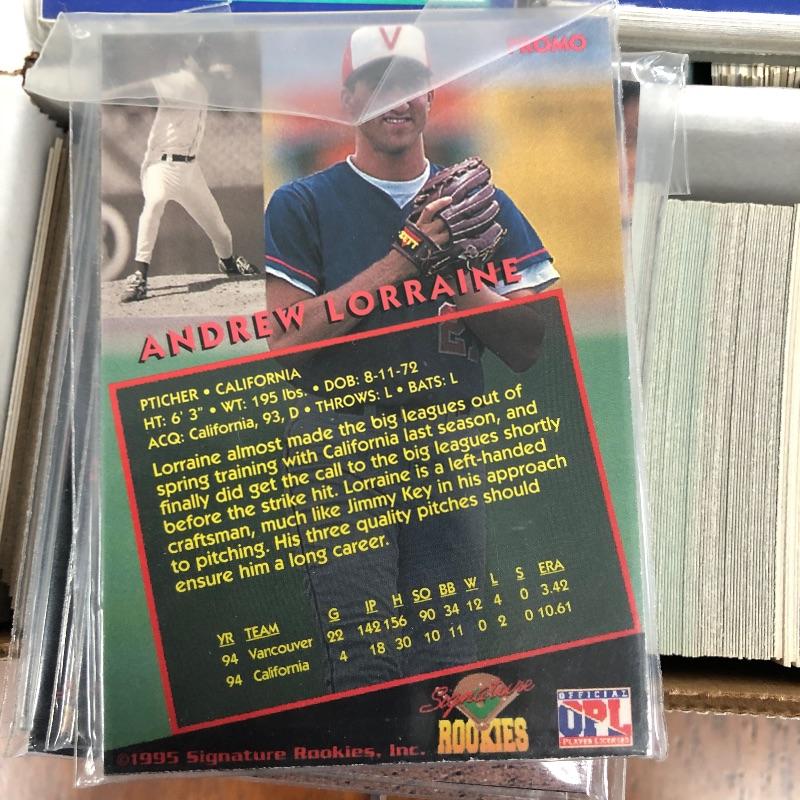 V
PROMO
ANDREW LORRAINE
PTICHER • CALIFORNIA
HT: 6' 3" • WT: 195 lbs. • DOB: 8-11-72
ACQ: California, 93, D • THROWS: L • BATS: L
Lorraine almost made the big leagues out of
spring training with California last season, and
finally did get the call to the big leagues shortly
before the strike hit. Lorraine is a left-handed
craftsman, much like Jimmy Key in his approach
to pitching. His three quality pitches should
ensure him a long career.
YR TEAM G IP H SO BB W L S ERA
94 Vancouver 22 142 156 90 34 12 4 0 3.42
94 California 4 18 30 10 11 0 2 0 10.61
Signature
ROOKIES
OFFICIAL
OPL
PLAYER LICENSEE
©1995 Signature Rookies, Inc.